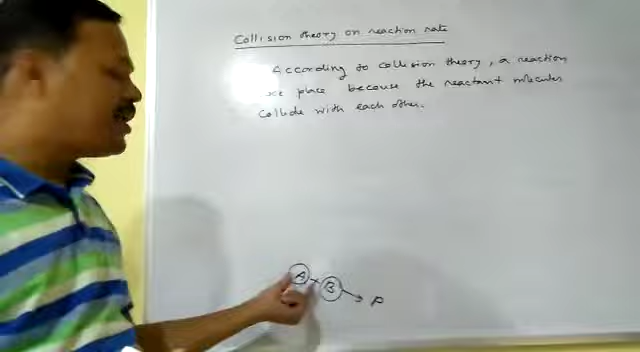 Collision theory on reaction rate
According to collision theory, a reaction
place because the reactant molecules
collide with each other.
A + B → P